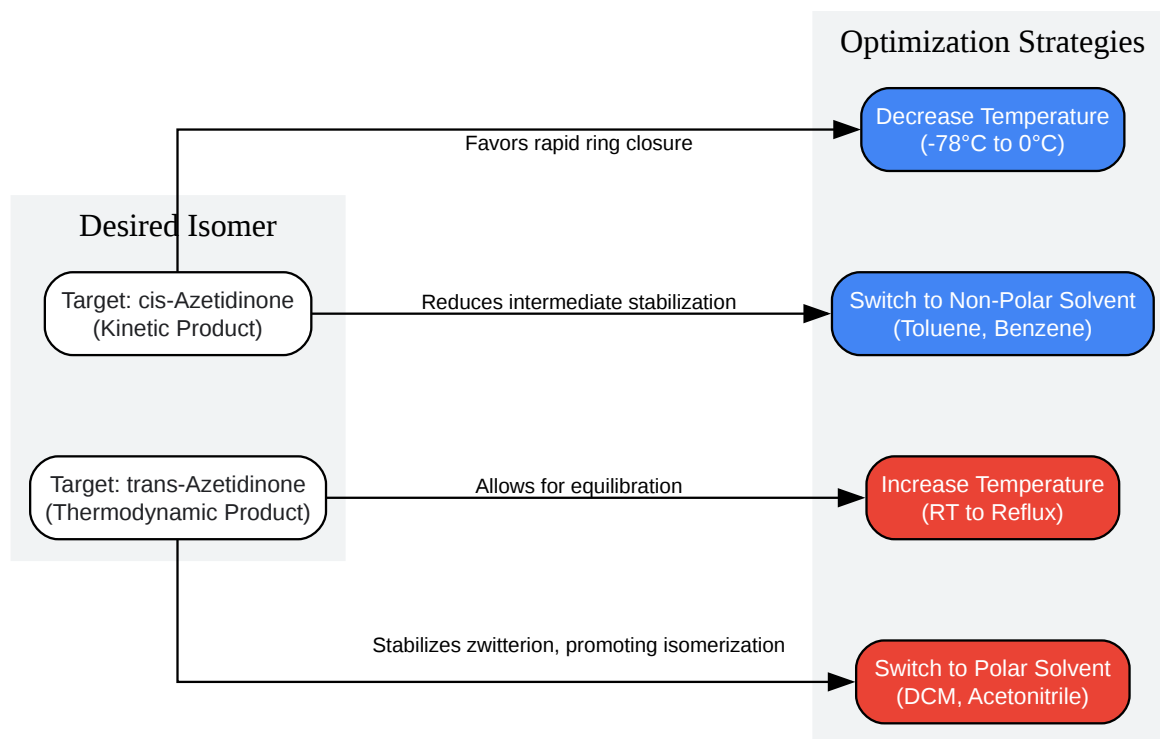 Optimization Strategies
Decrease Temperature
(-78°C to 0°C)
Favors rapid ring closure
Desired Isomer
Target: cis-Azetidinone
(Kinetic Product)
Reduces intermediate stabilization
Switch to Non-Polar Solvent
(Toluene, Benzene)
Target: trans-Azetidinone
(Thermodynamic Product)
Allows for equilibration
Increase Temperature
(RT to Reflux)
Stabilizes zwitterion, promoting isomerization
Switch to Polar Solvent
(DCM, Acetonitrile)